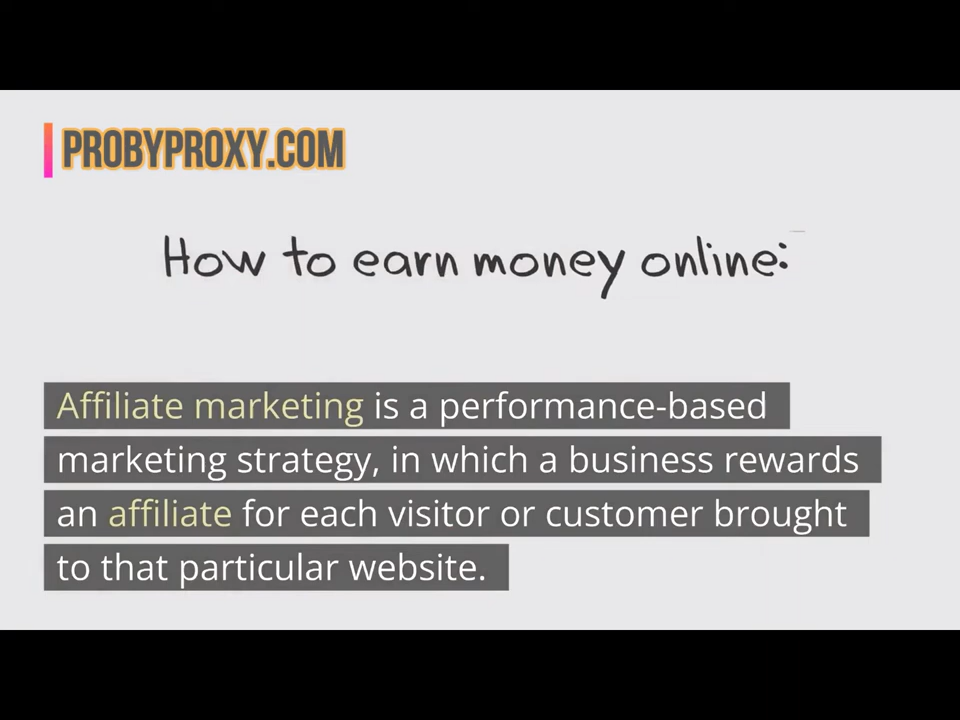 PROBYPROXY.COM
How to earn money online:
Affiliate marketing is a performance-based
marketing strategy, in which a business rewards
an affiliate for each visitor or customer brought
to that particular website.